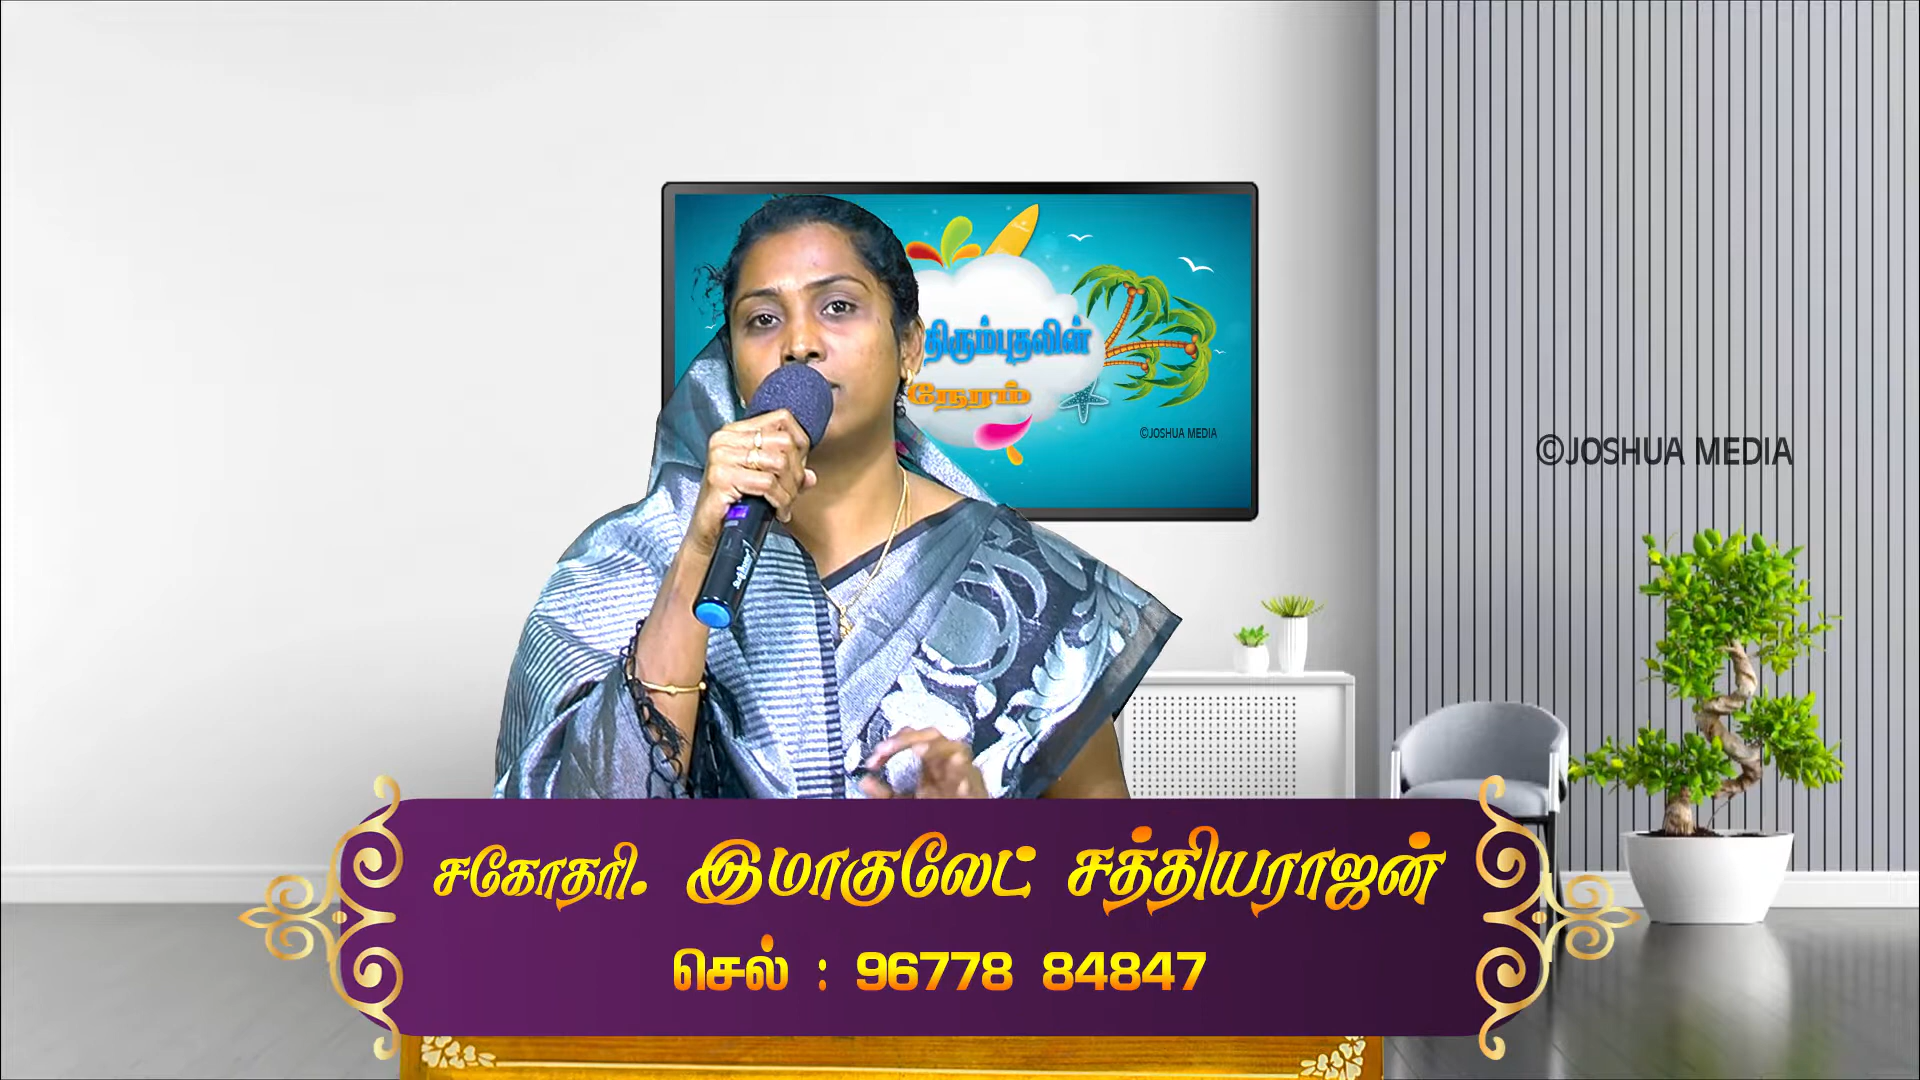 திரும்புதலின்
நேரம்
©JOSHUA MEDIA
©JOSHUA MEDIA
சகோதரி. இமாகுலேட் சத்தியராஜன்
செல் : 96778 84847